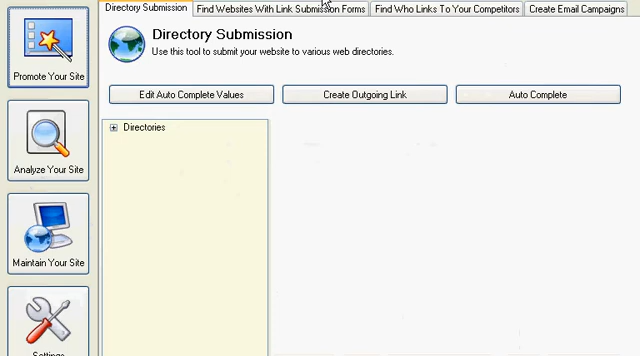 Directory Submission
Find Websites With Link Submission Forms
Find Who Links To Your Competitors
Create Email Campaigns
Promote Your Site
Directory Submission
Use this tool to submit your website to various web directories.
Edit Auto Complete Values
Create Outgoing Link
Auto Complete
Directories
Analyze Your Site
Maintain Your Site
Settings